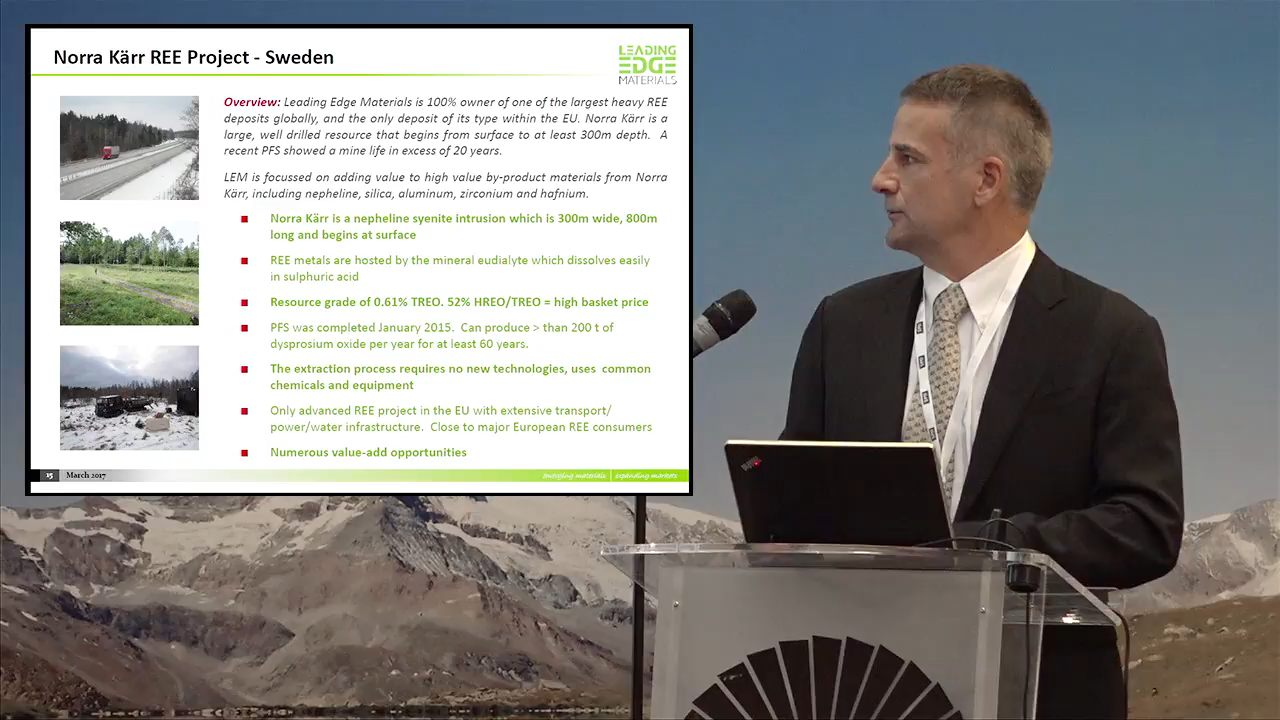 Norra Kärr REE Project - Sweden
LEADING
EDGE
MATERIALS
Overview: Leading Edge Materials is 100% owner of one of the largest heavy REE
deposits globally, and the only deposit of its type within the EU. Norra Kärr is a
large, well drilled resource that begins from surface to at least 300m depth. A
recent PFS showed a mine life in excess of 20 years.
LEM is focussed on adding value to high value by-product materials from Norra
Kärr, including nepheline, silica, aluminum, zirconium and hafnium.
Norra Kärr is a nepheline syenite intrusion which is 300m wide, 800m
long and begins at surface
REE metals are hosted by the mineral eudialyte which dissolves easily
in sulphuric acid
Resource grade of 0.61% TREO. 52% HREO/TREO = high basket price
PFS was completed January 2015. Can produce > than 200 t of
dysprosium oxide per year for at least 60 years.
The extraction process requires no new technologies, uses common
chemicals and equipment
Only advanced REE project in the EU with extensive transport/
power/water infrastructure. Close to major European REE consumers
Numerous value-add opportunities
15 March 2017
emerging materials | expanding markets